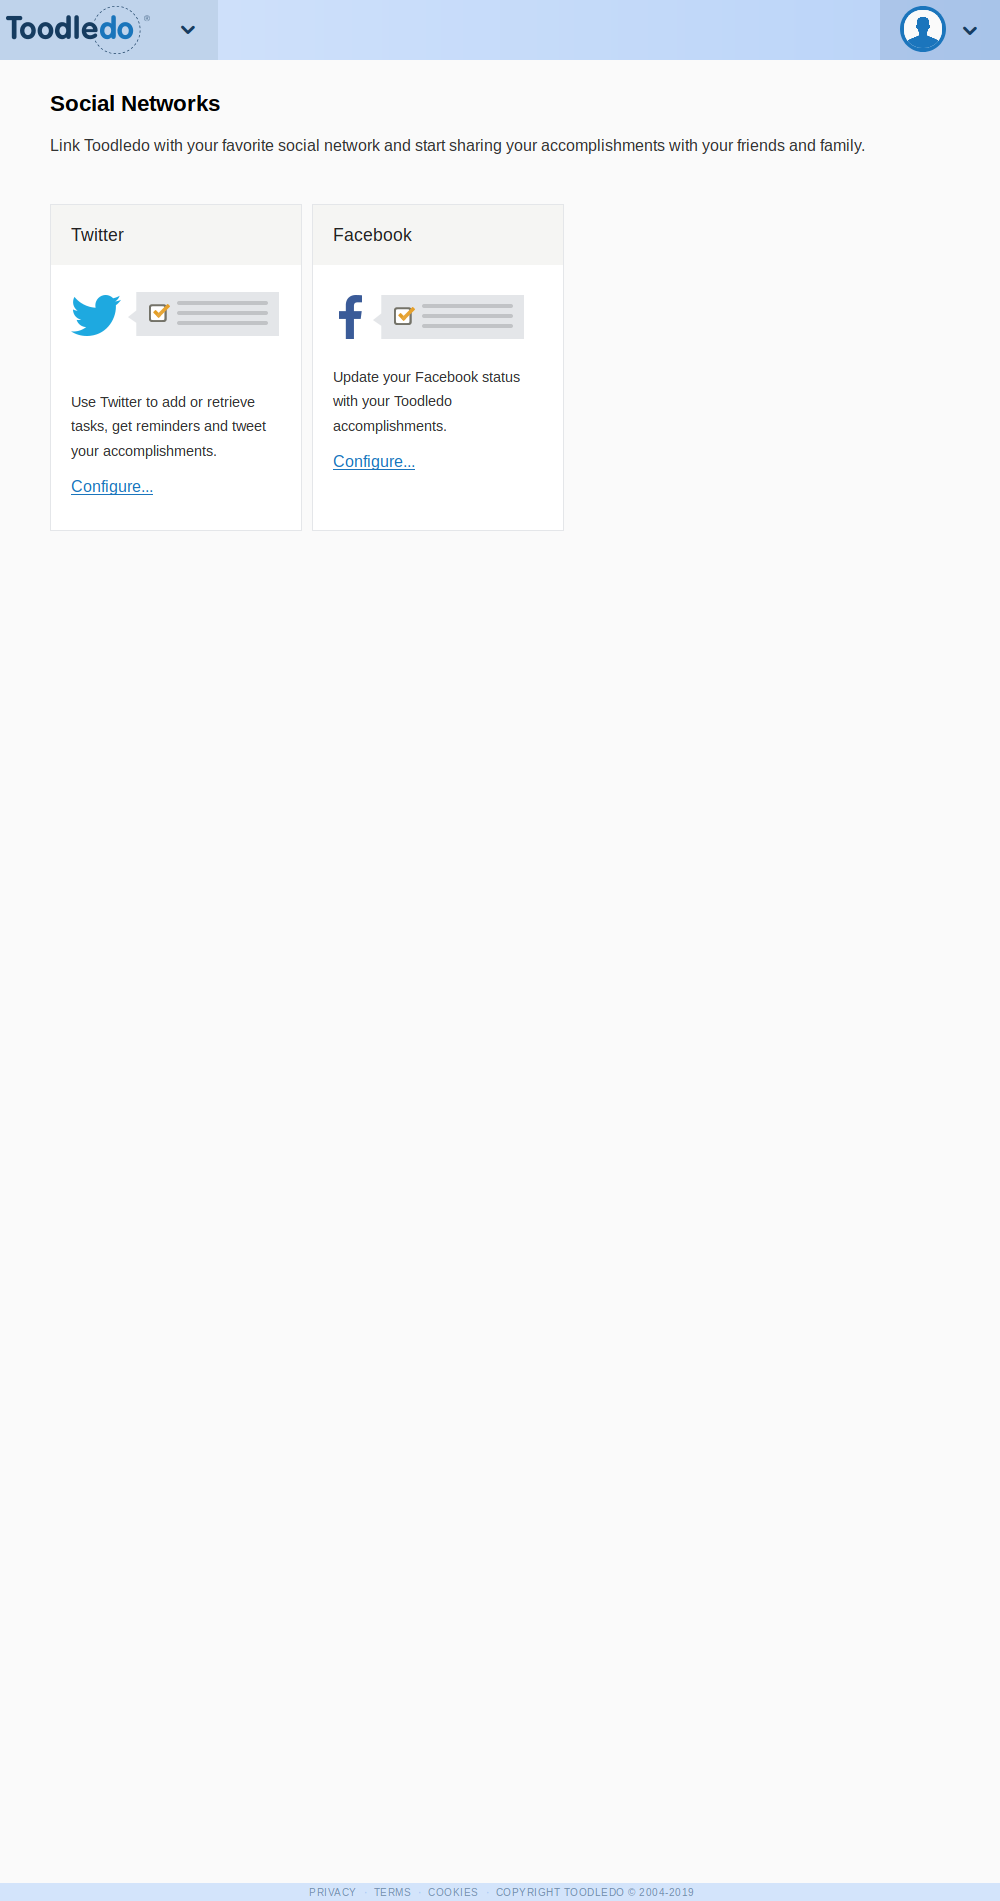 Toodledo ®
Social Networks
Link Toodledo with your favorite social network and start sharing your accomplishments with your friends and family.
Twitter
Use Twitter to add or retrieve
tasks, get reminders and tweet
your accomplishments.
Configure...
Facebook
Update your Facebook status
with your Toodledo
accomplishments.
Configure...
PRIVACY · TERMS · COOKIES · COPYRIGHT TOODLEDO © 2004-2019